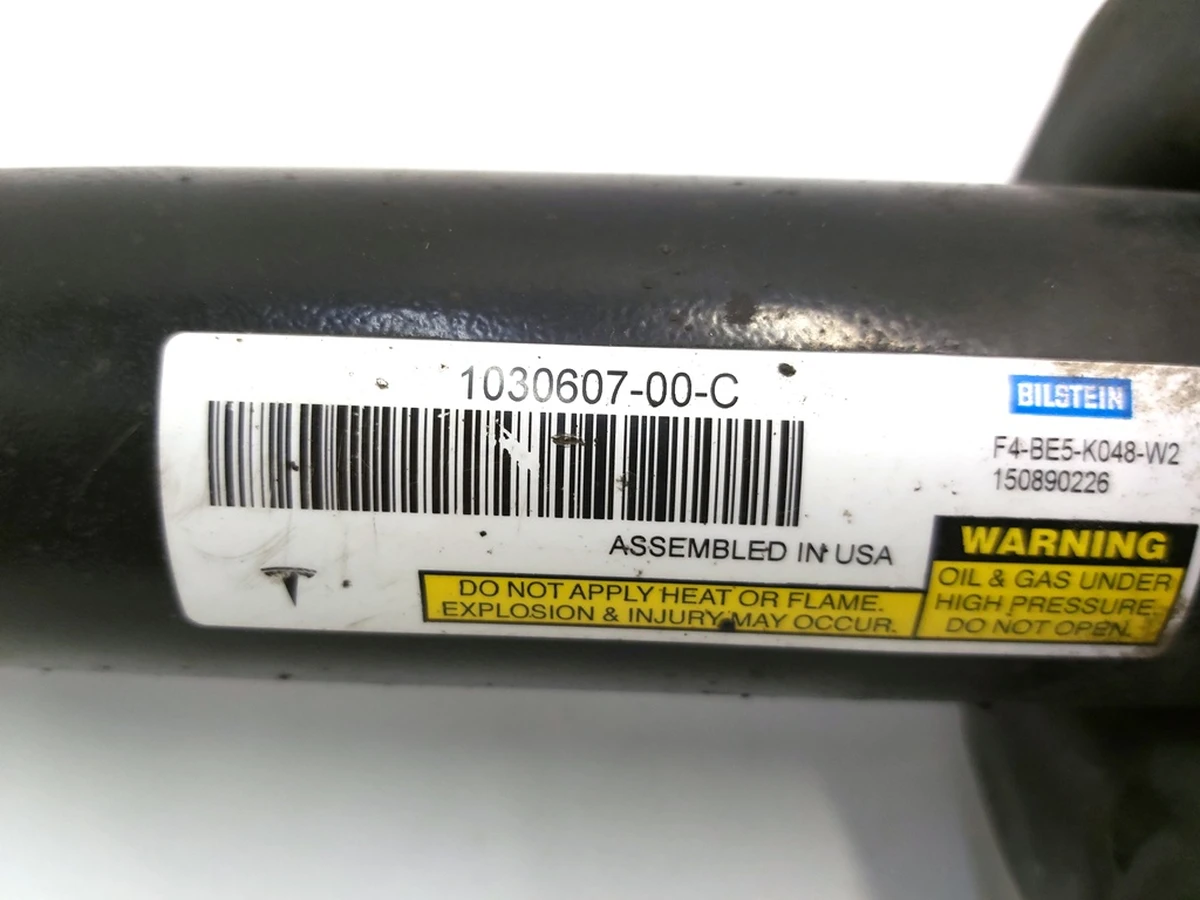 1030607-00-C
BILSTEIN
F4-BE5-K048-W2
150890226
ASSEMBLED IN USA
DO NOT APPLY HEAT OR FLAME.
EXPLOSION & INJURY MAY OCCUR.
WARNING
OIL & GAS UNDER
HIGH PRESSURE.
DO NOT OPEN.